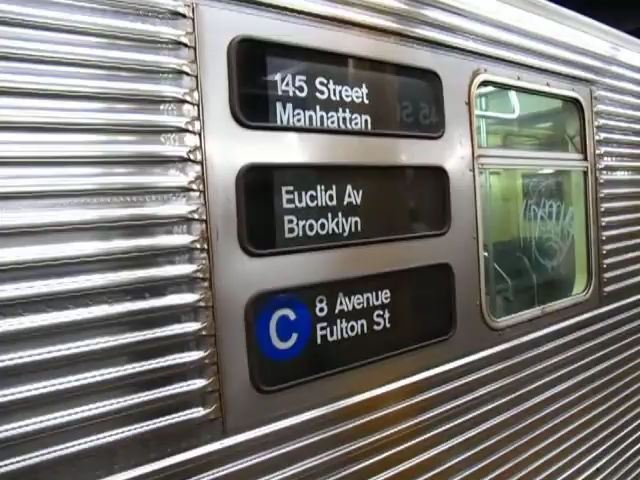 145 Street
Manhattan
Euclid Av
Brooklyn
C
8 Avenue
Fulton St